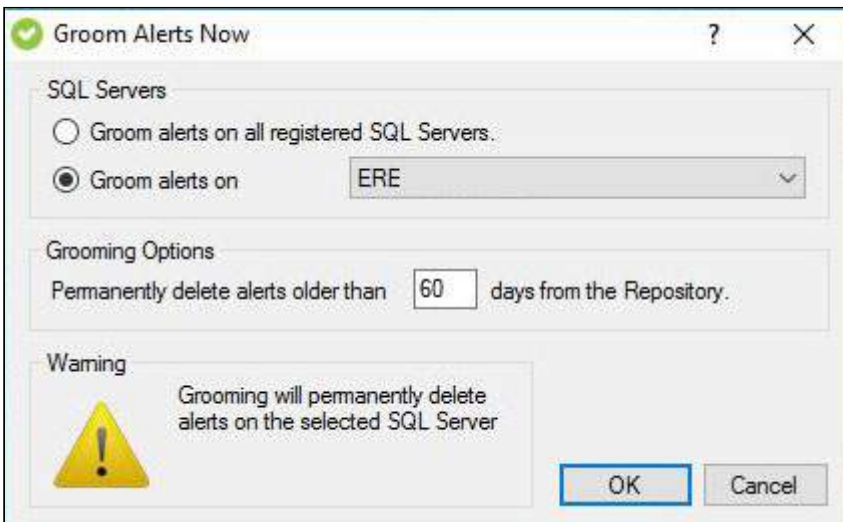 Groom Alerts Now
?
SQL Servers
Groom alerts on all registered SQL Servers.
Groom alerts on ERE
Grooming Options
Permanently delete alerts older than 60 days from the Repository.
Warning
Grooming will permanently delete
alerts on the selected SQL Server
OK Cancel